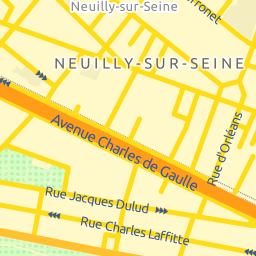 Neuilly-sur-Seine
NEUILLY-SUR-SEINE
Avenue Charles de Gaulle
Rue d'Orléans
Rue Jacques Dulud
Rue Charles Laffitte